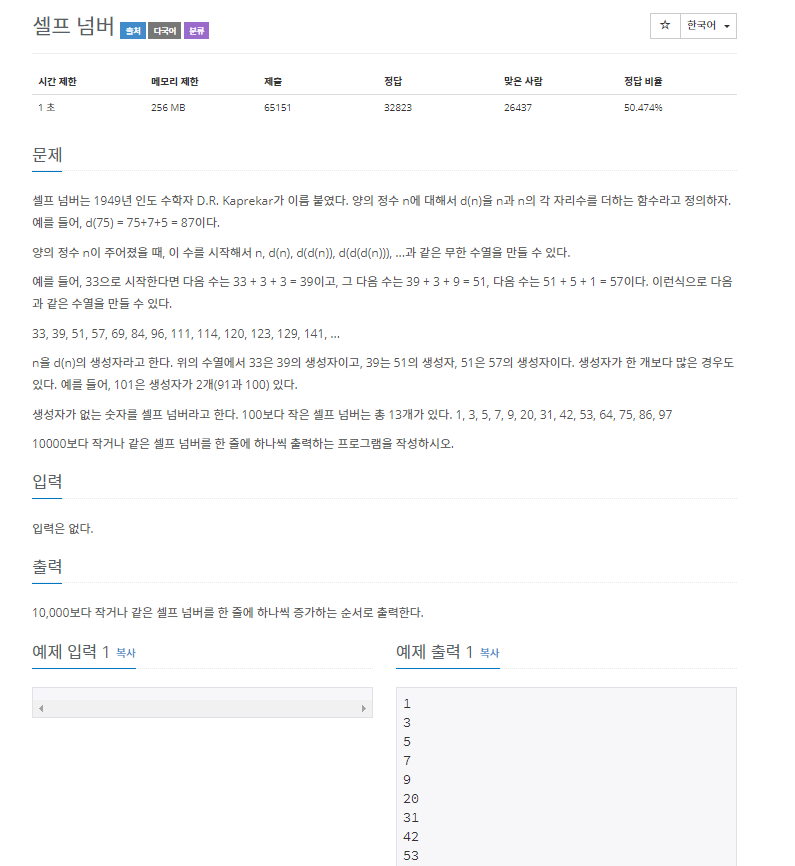 셀프 넘버 출처 다국어 분류
☆ 한국어
시간 제한 메모리 제한 제출 정답 맞은 사람 정답 비율
1 초 256 MB 65151 32823 26437 50.474%
문제
셀프 넘버는 1949년 인도 수학자 D.R. Kaprekar가 이름 붙였다. 양의 정수 n에 대해서 d(n)을 n과 n의 각 자리수를 더하는 함수라고 정의하자.
예를 들어, d(75) = 75+7+5 = 87이다.
양의 정수 n이 주어졌을 때, 이 수를 시작해서 n, d(n), d(d(n)), d(d(d(n))), ...과 같은 무한 수열을 만들 수 있다.
예를 들어, 33으로 시작한다면 다음 수는 33 + 3 + 3 = 39이고, 그 다음 수는 39 + 3 + 9 = 51, 다음 수는 51 + 5 + 1 = 57이다. 이런식으로 다음
과 같은 수열을 만들 수 있다.
33, 39, 51, 57, 69, 84, 96, 111, 114, 120, 123, 129, 141, ...
n을 d(n)의 생성자라고 한다. 위의 수열에서 33은 39의 생성자이고, 39는 51의 생성자, 51은 57의 생성자이다. 생성자가 한 개보다 많은 경우도
있다. 예를 들어, 101은 생성자가 2개(91과 100) 있다.
생성자가 없는 숫자를 셀프 넘버라고 한다. 100보다 작은 셀프 넘버는 총 13개가 있다. 1, 3, 5, 7, 9, 20, 31, 42, 53, 64, 75, 86, 97
10000보다 작거나 같은 셀프 넘버를 한 줄에 하나씩 출력하는 프로그램을 작성하시오.
입력
입력은 없다.
출력
10,000보다 작거나 같은 셀프 넘버를 한 줄에 하나씩 증가하는 순서로 출력한다.
예제 입력 1 복사
예제 출력 1 복사
1
3
5
7
9
20
31
42
53